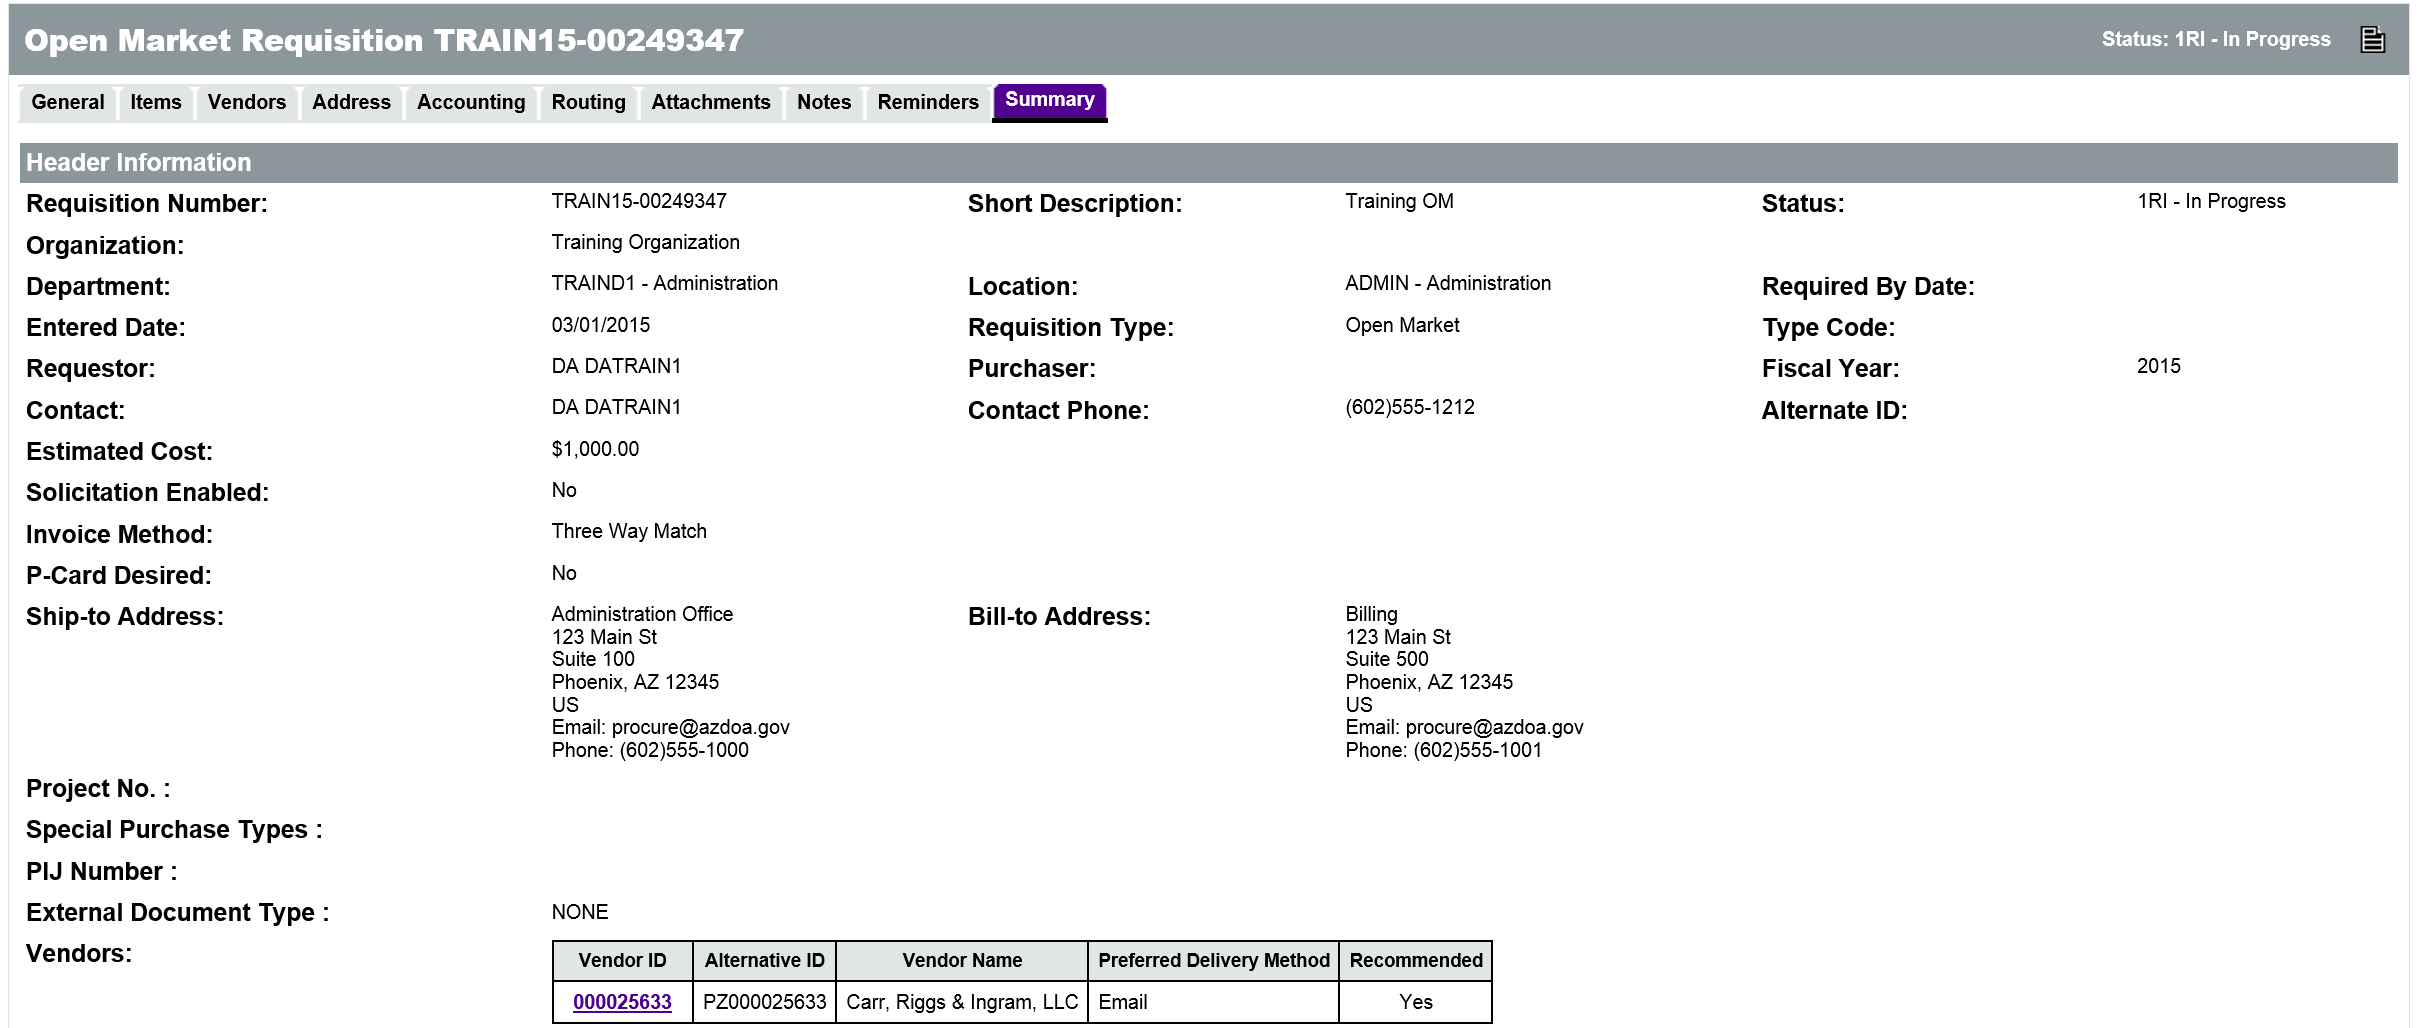 Open Market Requisition TRAIN15-00249347
Status: 1RI - In Progress
General Items Vendors Address Accounting Routing Attachments Notes Reminders Summary
Header Information
Requisition Number: TRAIN15-00249347 Short Description: Training OM Status: 1RI - In Progress
Organization: Training Organization
Department: TRAIND1 - Administration Location: ADMIN - Administration Required By Date:
Entered Date: 03/01/2015 Requisition Type: Open Market Type Code:
Requestor: DA DATRAIN1 Purchaser: Fiscal Year: 2015
Contact: DA DATRAIN1 Contact Phone: (602)555-1212 Alternate ID:
Estimated Cost: $1,000.00
Solicitation Enabled: No
Invoice Method: Three Way Match
P-Card Desired: No
Ship-to Address:
Administration Office
123 Main St
Suite 100
Phoenix, AZ 12345
US
Email: procure@azdoa.gov
Phone: (602)555-1000
Bill-to Address:
Billing
123 Main St
Suite 500
Phoenix, AZ 12345
US
Email: procure@azdoa.gov
Phone: (602)555-1001
Project No. :
Special Purchase Types :
PIJ Number :
External Document Type : NONE
Vendors:
Vendor ID Alternative ID Vendor Name Preferred Delivery Method Recommended
000025633 PZ000025633 Carr, Riggs & Ingram, LLC Email Yes